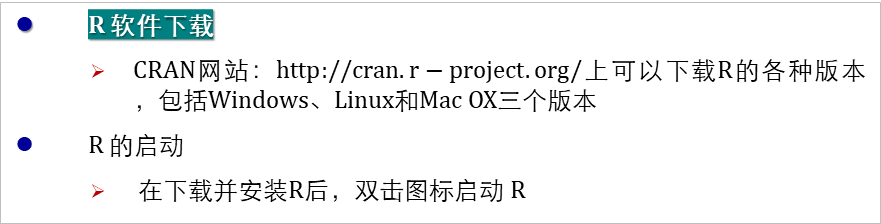 R 软件下载
CRAN网站：http://cran.r−project.org/上可以下载R的各种版本
，包括Windows、Linux和Mac OX三个版本
R 的启动
在下载并安装R后，双击图标启动 R